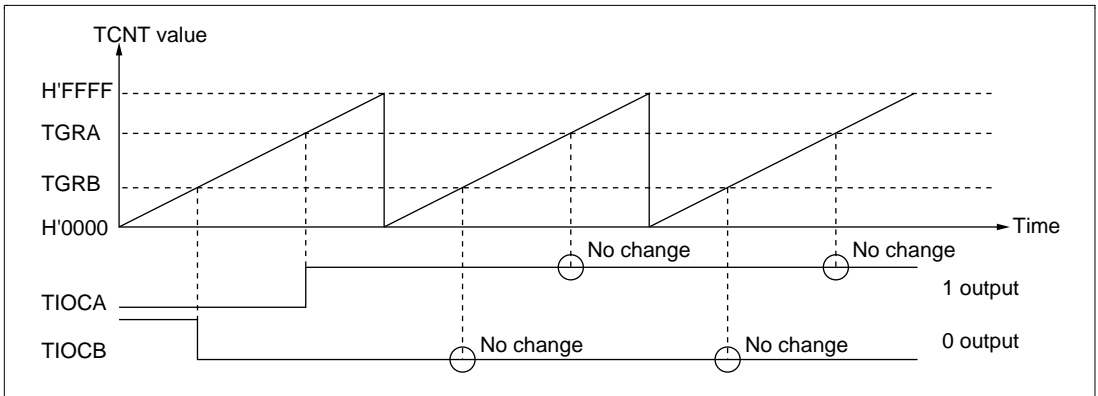 TCNT value
H'FFFF
TGRA
TGRB
H'0000
Time
No change
No change
TIOCA
1 output
No change
No change
TIOCB
0 output